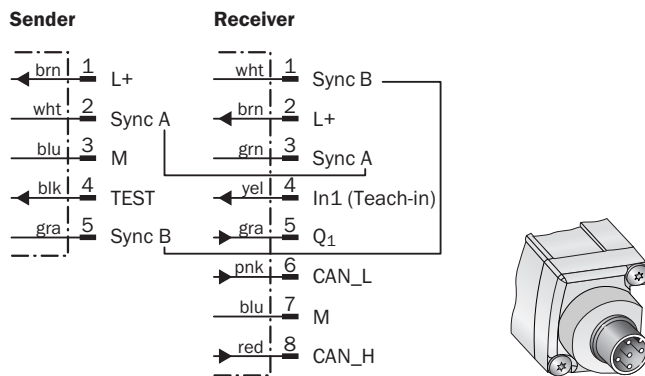 Sender
brn 1 L+
wht 2 Sync A
blu 3 M
blk 4 TEST
gra 5 Sync B
Receiver
wht 1 Sync B
brn 2 L+
grn 3 Sync A
yel 4 In1 (Teach-in)
gra 5 Q1
pnk 6 CAN_L
blu 7 M
red 8 CAN_H